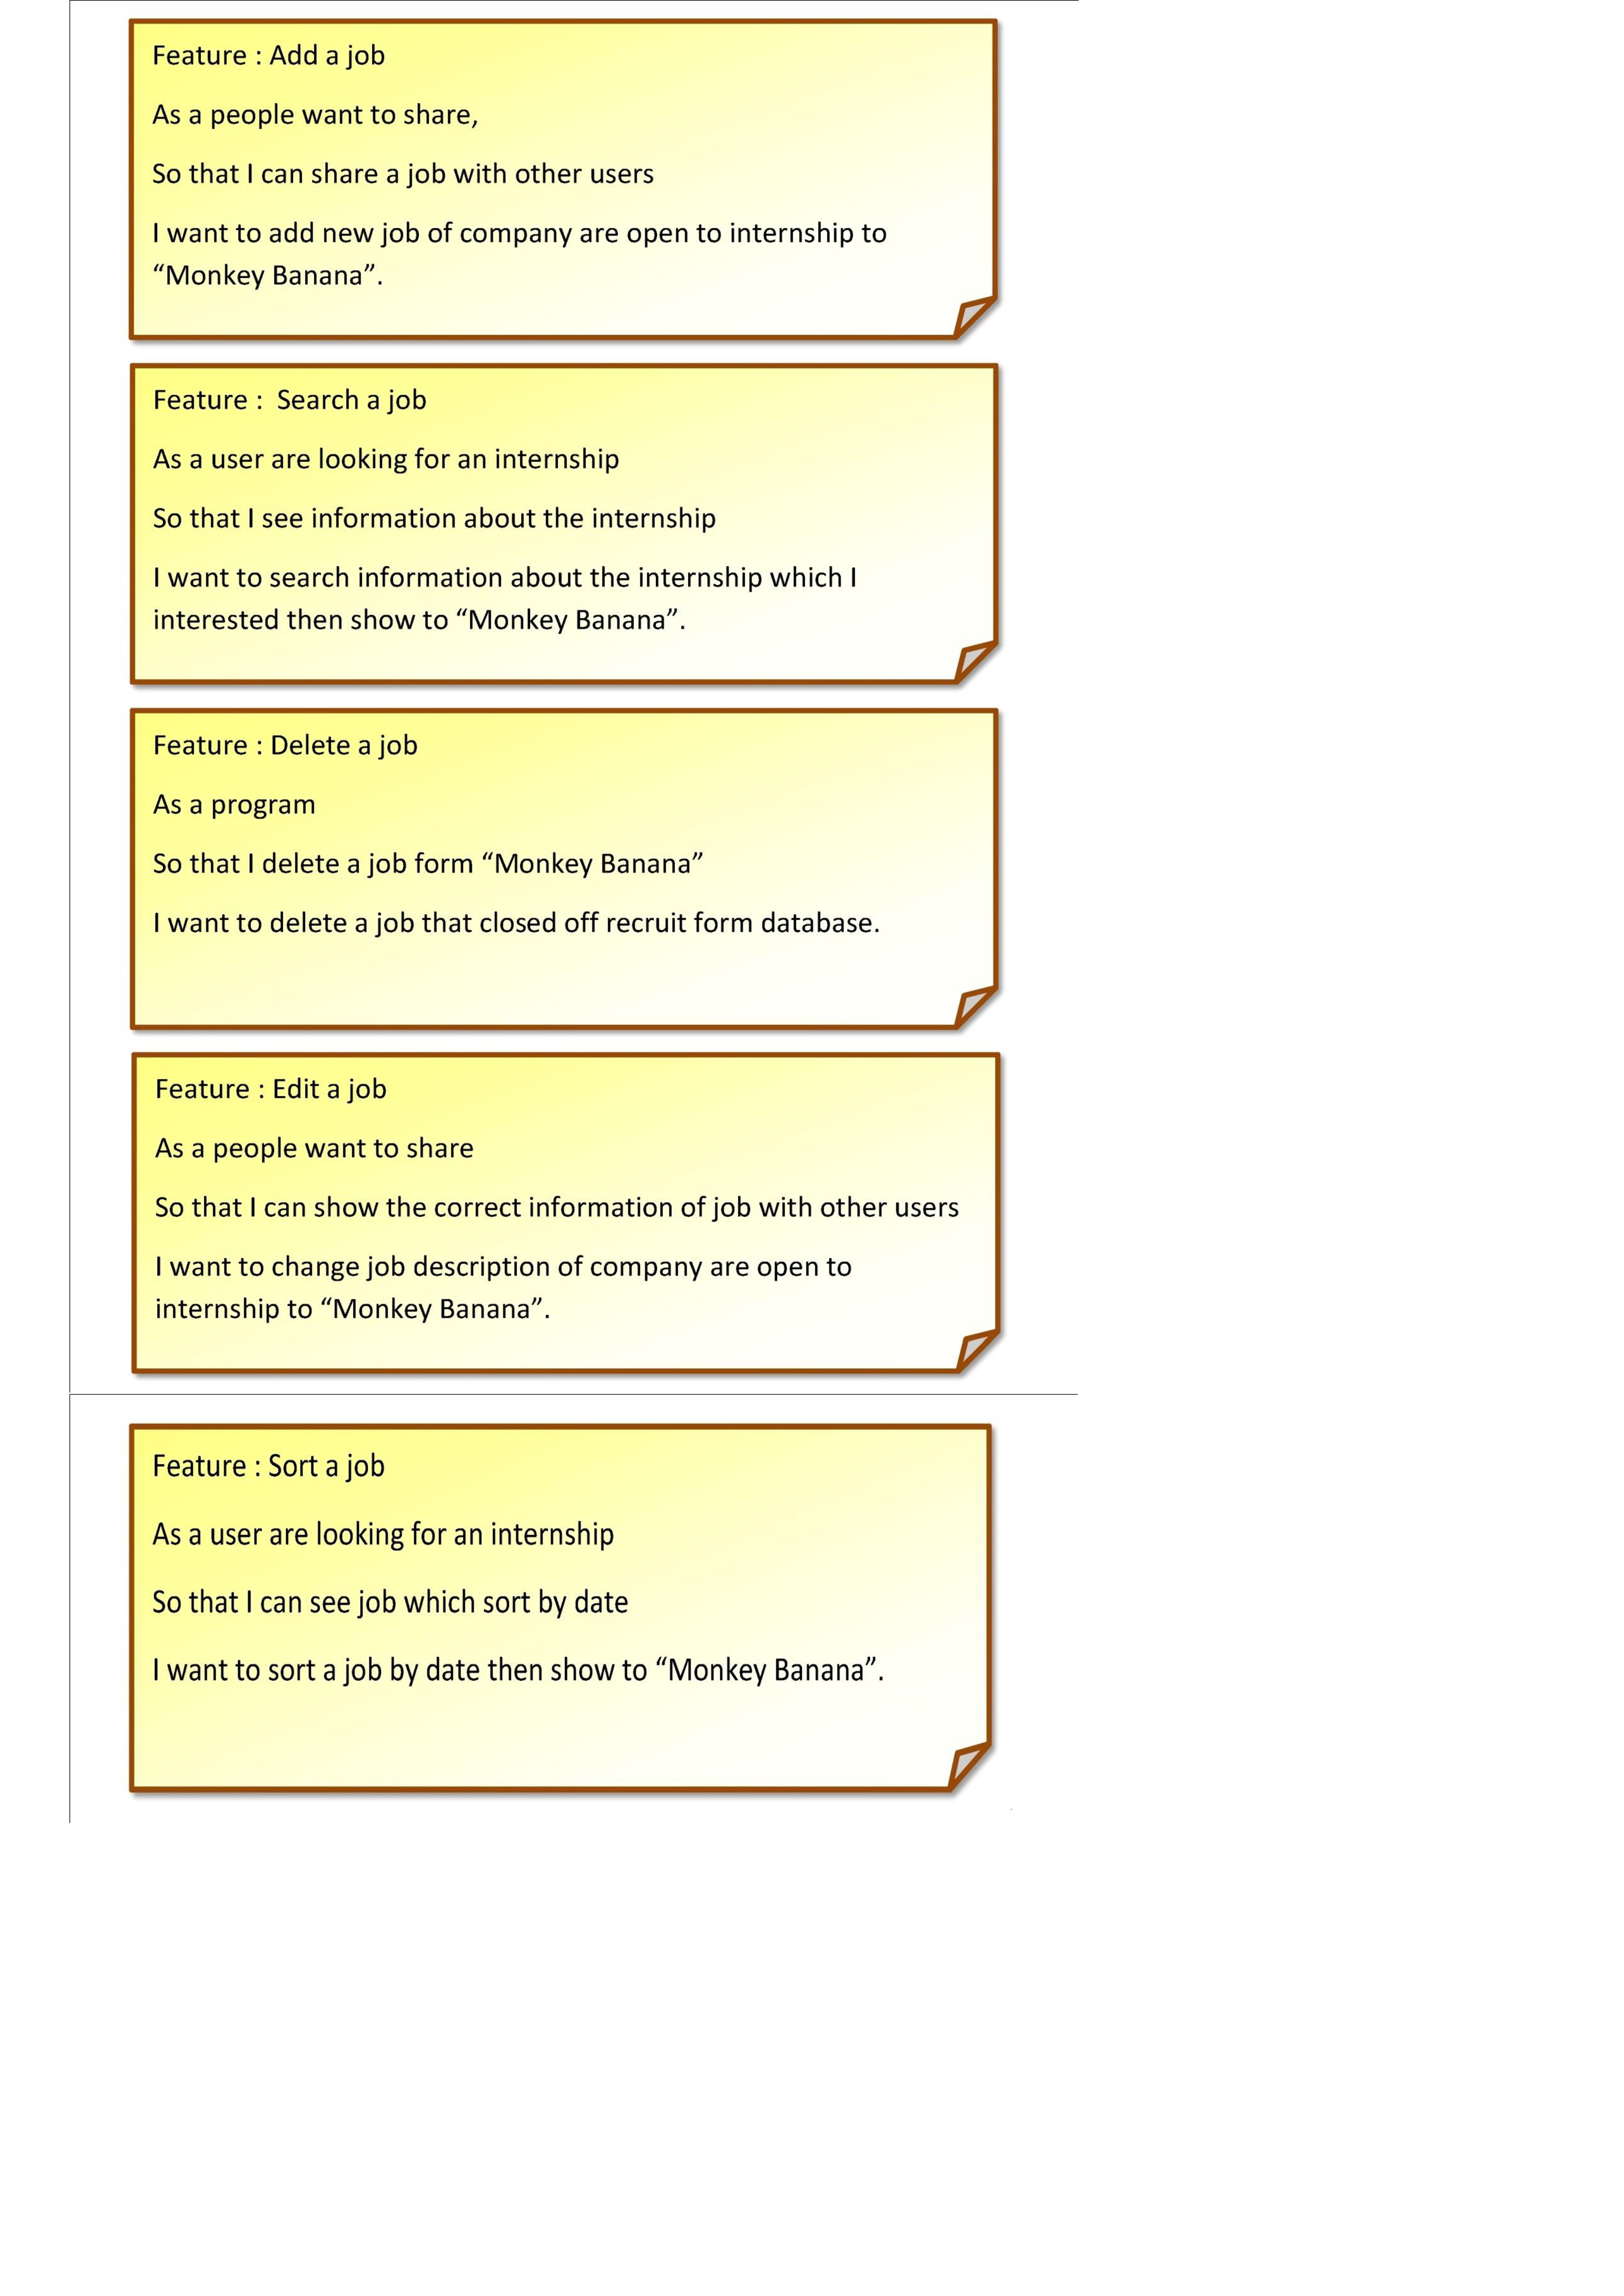 Feature : Add a job
As a people want to share,
So that I can share a job with other users
I want to add new job of company are open to internship to
“Monkey Banana”.
Feature :  Search a job
As a user are looking for an internship
So that I see information about the internship
I want to search information about the internship which I
interested then show to “Monkey Banana”.
Feature : Delete a job
As a program
So that I delete a job form “Monkey Banana”
I want to delete a job that closed off recruit form database.
Feature : Edit a job
As a people want to share
So that I can show the correct information of job with other users
I want to change job description of company are open to
internship to “Monkey Banana”.
Feature : Sort a job
As a user are looking for an internship
So that I can see job which sort by date
I want to sort a job by date then show to “Monkey Banana”.